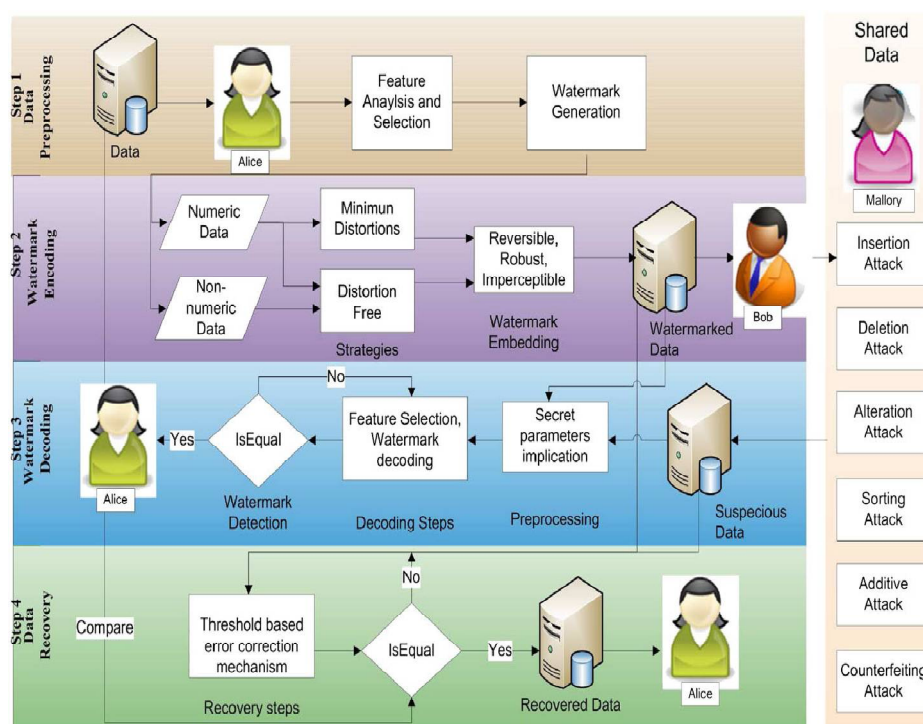 Step 1
Data
Preprocessing
Data
Alice
Feature
Anaylsis and
Selection
Watermark
Generation
Step 2
Watermark
Encoding
Numeric
Data
Non-
numeric
Data
Minimun
Distortions
Distortion
Free
Strategies
Reversible,
Robust,
Imperceptible
Watermark
Embedding
Watermarked
Data
Bob
Step 3
Watermark
Decoding
Alice
Yes
IsEqual
No
Watermark
Detection
Feature Selection,
Watermark
decoding
Decoding Steps
Secret
parameters
implication
Preprocessing
Suspecious
Data
Step 4
Data
Recovery
Compare
Threshold based
error correction
mechanism
Recovery steps
No
IsEqual
Yes
Recovered Data
Alice
Shared
Data
Mallory
Insertion
Attack
Deletion
Attack
Alteration
Attack
Sorting
Attack
Additive
Attack
Counterfeiting
Attack